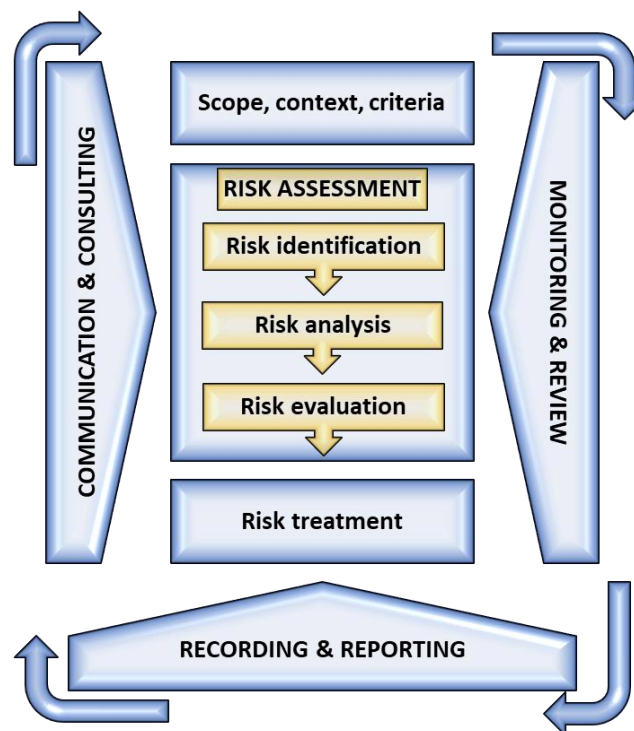 Scope, context, criteria
RISK ASSESSMENT
Risk identification
Risk analysis
Risk evaluation
Risk treatment
COMMUNICATION & CONSULTING
MONITORING & REVIEW
RECORDING & REPORTING